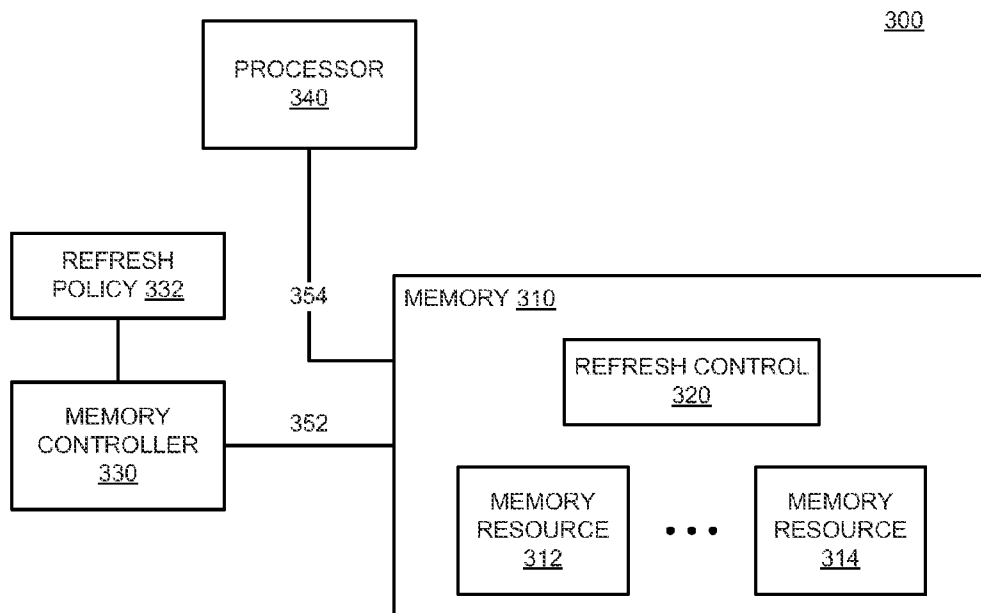 300
PROCESSOR
340
REFRESH
POLICY 332
354
MEMORY 310
REFRESH CONTROL
320
MEMORY
CONTROLLER
330
352
MEMORY
RESOURCE
312
MEMORY
RESOURCE
314